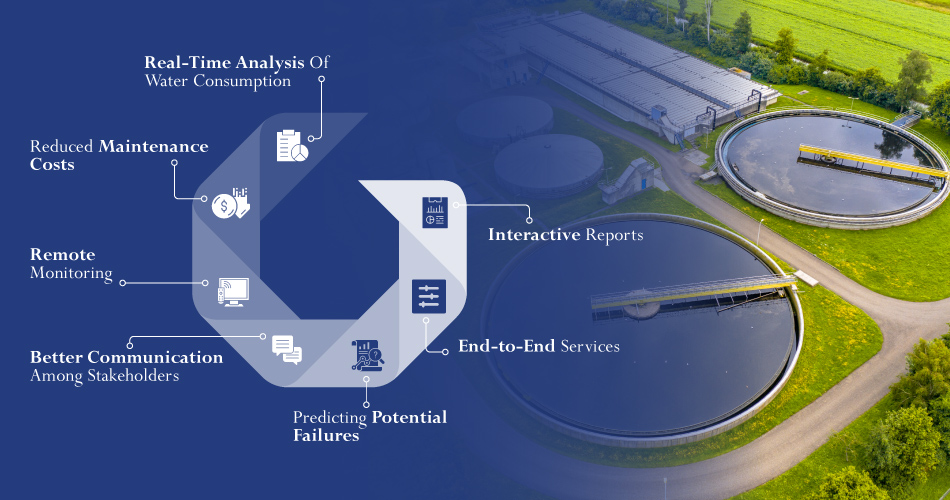 Real-Time Analysis Of
Water Consumption
Reduced Maintenance
Costs
Remote
Monitoring
Better Communication
Among Stakeholders
Predicting Potential
Failures
End-to-End Services
Interactive Reports